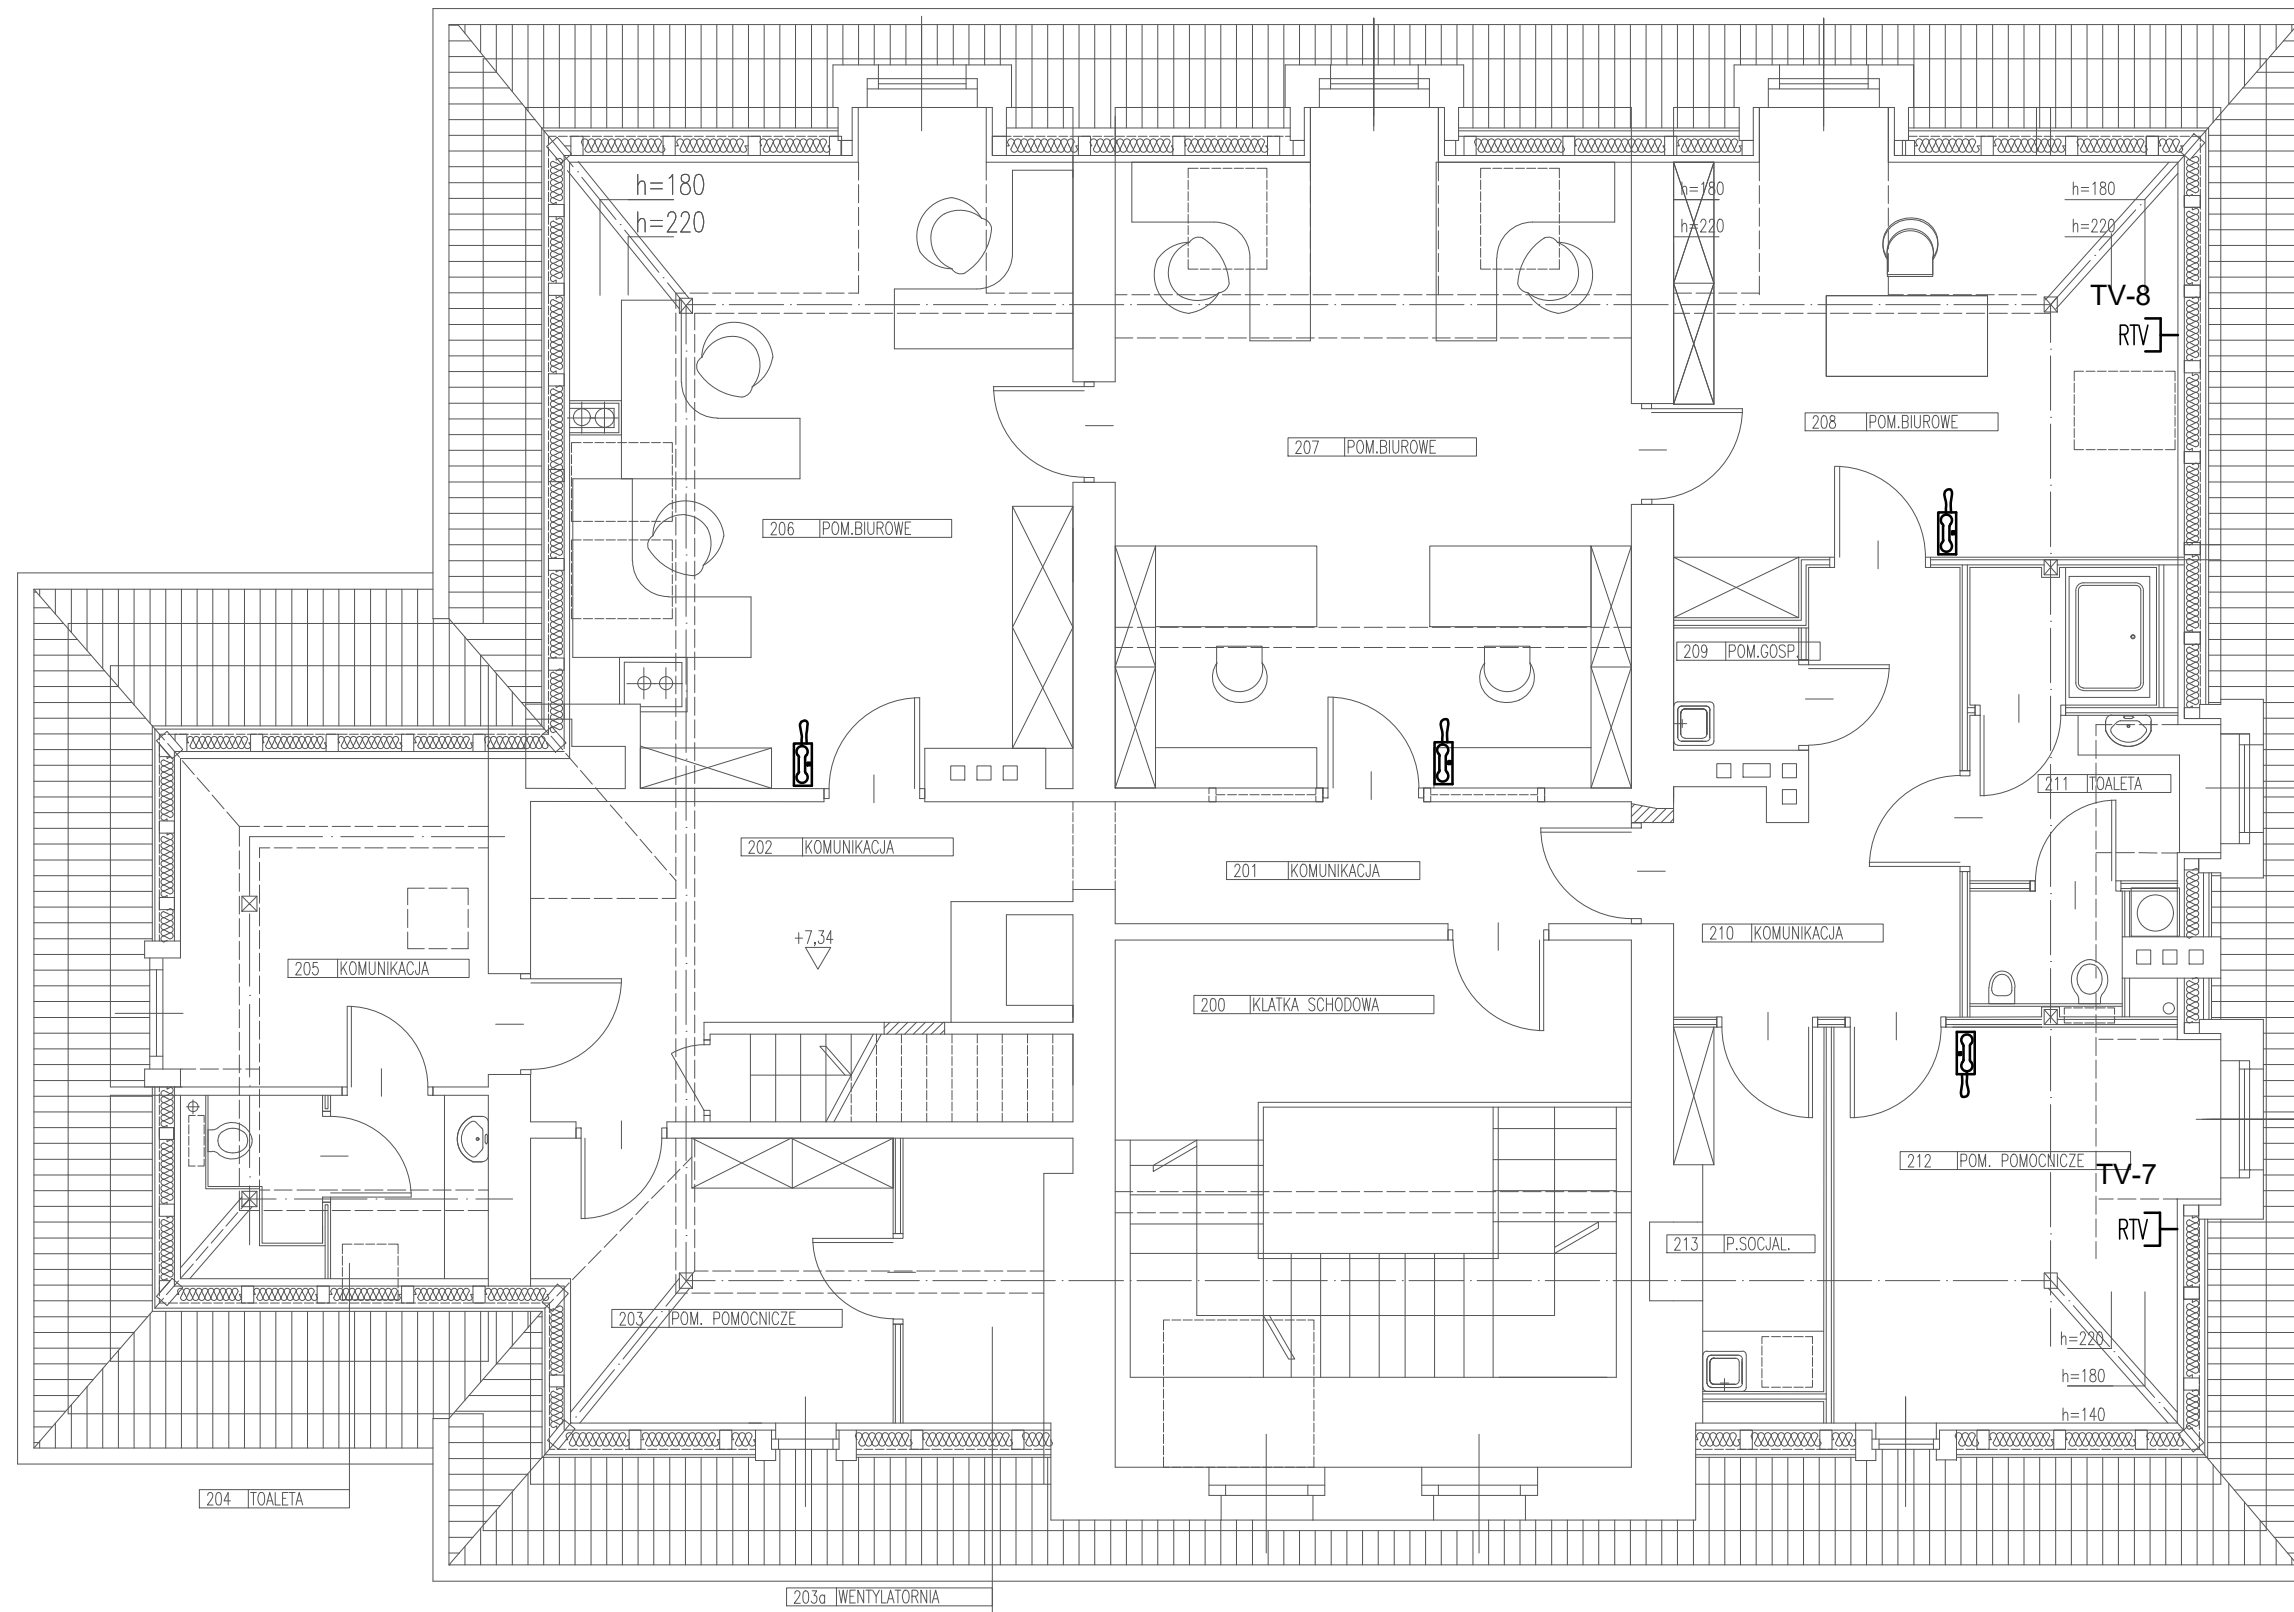 h=180
h=220
h=180
h=220
h=180
h=220
TV-8
RTV
208 POM.BIUROWE
207 POM.BIUROWE
206 POM.BIUROWE
209 POM.GOSP.
211 TOALETA
202 KOMUNIKACJA
201 KOMUNIKACJA
210 KOMUNIKACJA
+7,34
205 KOMUNIKACJA
200 KLATKA SCHODOWA
212 POM. POMOCNICZE
TV-7
RTV
213 P.SOCJAL.
203 POM. POMOCNICZE
h=220
h=180
h=140
204 TOALETA
203a WENTYLATORNIA